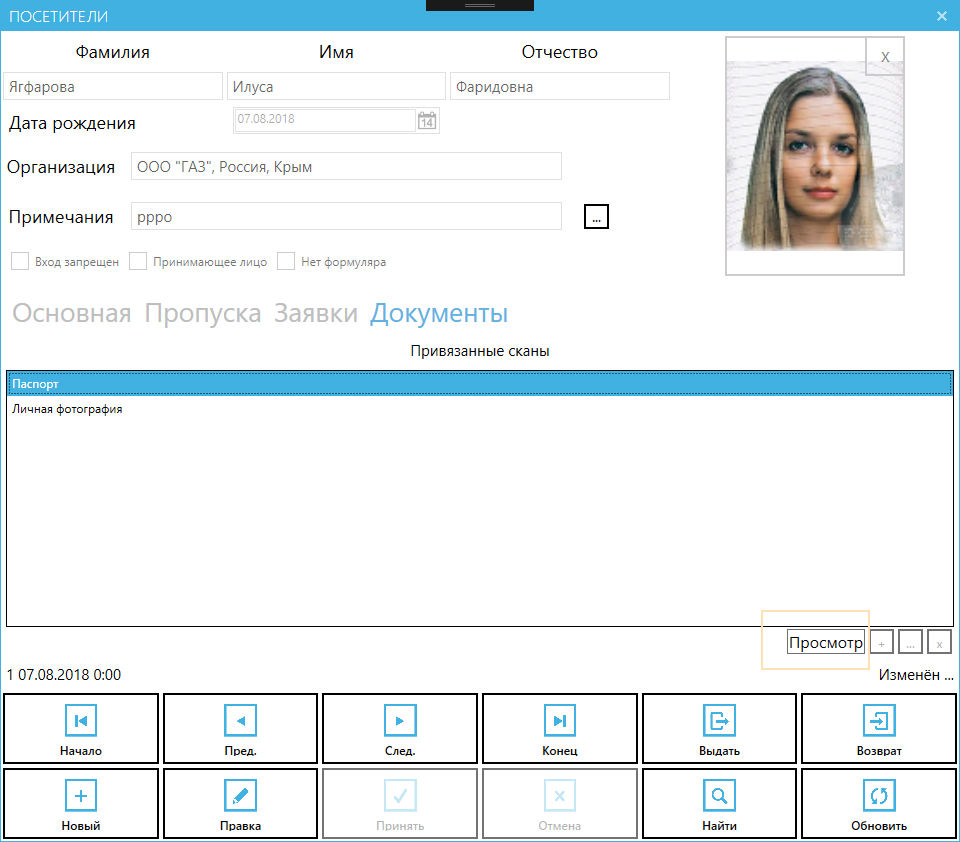 ПОСЕТИТЕЛИ
Фамилия Имя Отчество
X
Ягфарова Илуса Фаридовна
Дата рождения 07.08.2018 14
Организация ООО "ГАЗ", Россия, Крым
Примечания рррo ...
Вход запрещен Принимающее лицо Нет формуляра
Основная Пропуска Заявки Документы
Привязанные сканы
Паспорт
Личная фотография
Просмотр + ... x
1 07.08.2018 0:00 Изменён ...
Начало Пред. След. Конец Выдать Возврат
Новый Правка Принять Отмена Найти Обновить